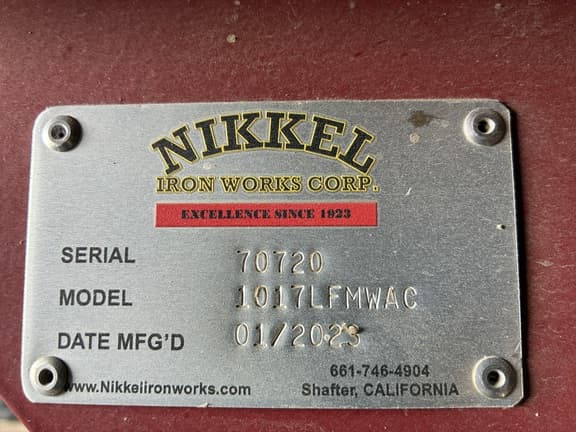 NIKKEL
IRON WORKS CORP.
EXCELLENCE SINCE 1923
SERIAL 70720
MODEL 1017LFMWAC
DATE MFG'D 01/2023
661-746-4904
www.Nikkelironworks.com Shafter, CALIFORNIA